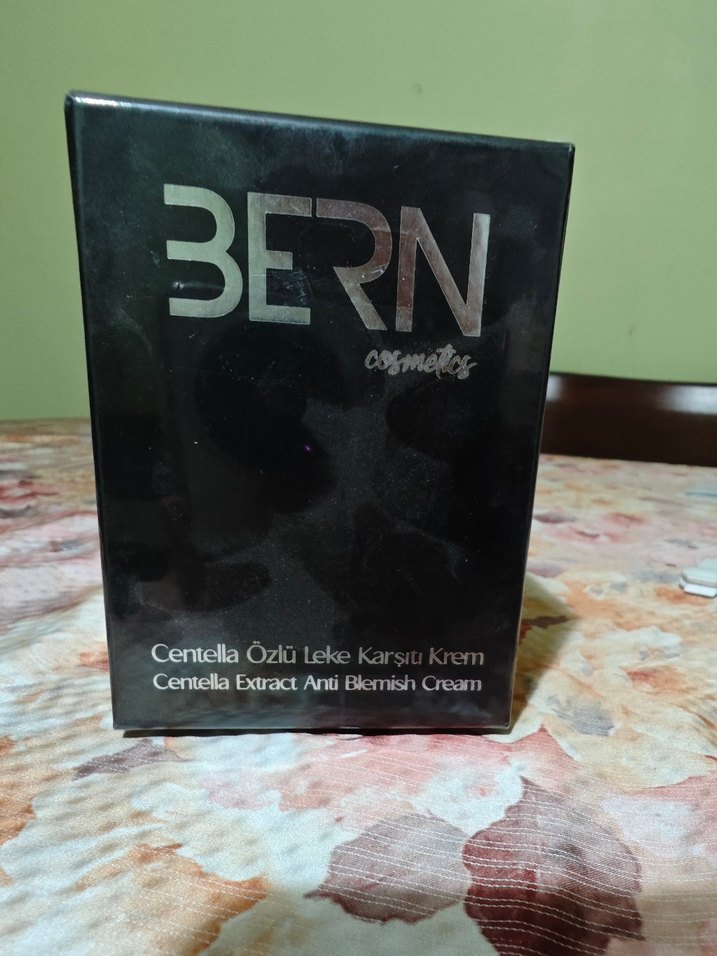 BERN
cosmetics
Centella Özlü Leke Karşıtı Krem
Centella Extract Anti Blemish Cream